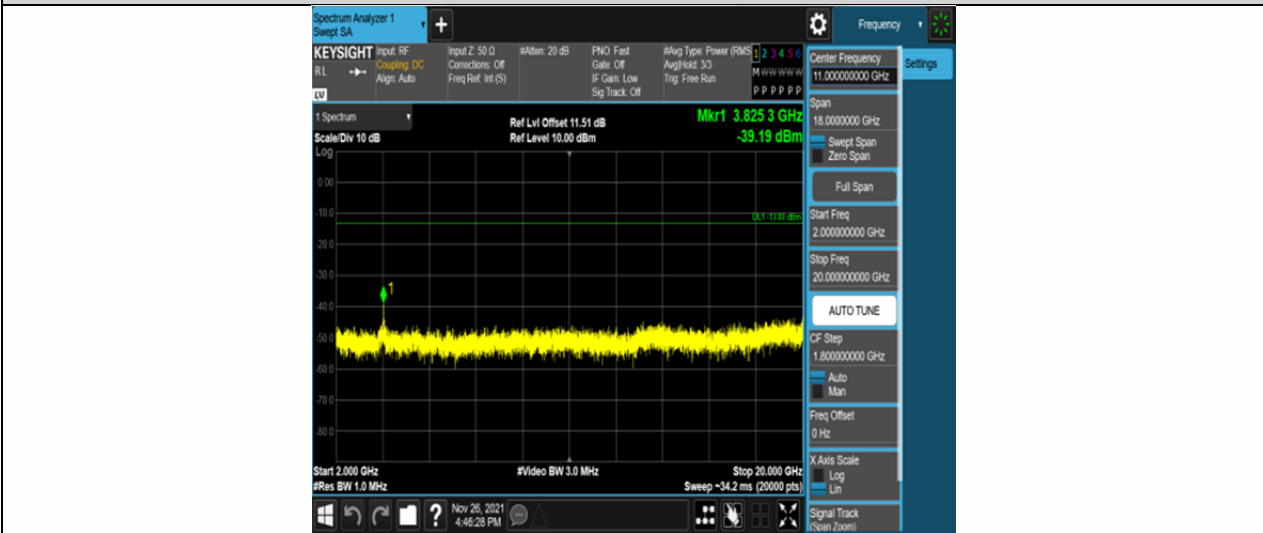 Spectrum Analyzer 1
Swept SA
+
Frequency
KEYSIGHT
RL
LXI
Input: RF
Coupling: DC
Align: Auto
Input Z: 50 Ω
Corrections: Off
Freq Ref: Int (S)
#Atten: 20 dB
PNO: Fast
Gate: Off
IF Gain: Low
Sig Track: Off
#Avg Type: Power (RMS
Avg|Hold: 3/3
Trig: Free Run
1 2 3 4 5 6
M W W W W W
P P P P P P
1 Spectrum
Scale/Div 10 dB
Log
Ref Lvl Offset 11.51 dB
Ref Level 10.00 dBm
Mkr1 3.825 3 GHz
-39.19 dBm
0.00
-10.0
DL1 -13.00 dBm
-20.0
-30.0
1
-40.0
-50.0
-60.0
-70.0
-80.0
Start 2.000 GHz
#Video BW 3.0 MHz
Stop 20.000 GHz
#Res BW 1.0 MHz
Sweep ~34.2 ms (20000 pts)
?
Nov 26, 2021
4:46:28 PM
Center Frequency
11.000000000 GHz
Settings
Span
18.0000000 GHz
Swept Span
Zero Span
Full Span
Start Freq
2.000000000 GHz
Stop Freq
20.000000000 GHz
AUTO TUNE
CF Step
1.800000000 GHz
Auto
Man
Freq Offset
0 Hz
X Axis Scale
Log
Lin
Signal Track
(Span Zoom)